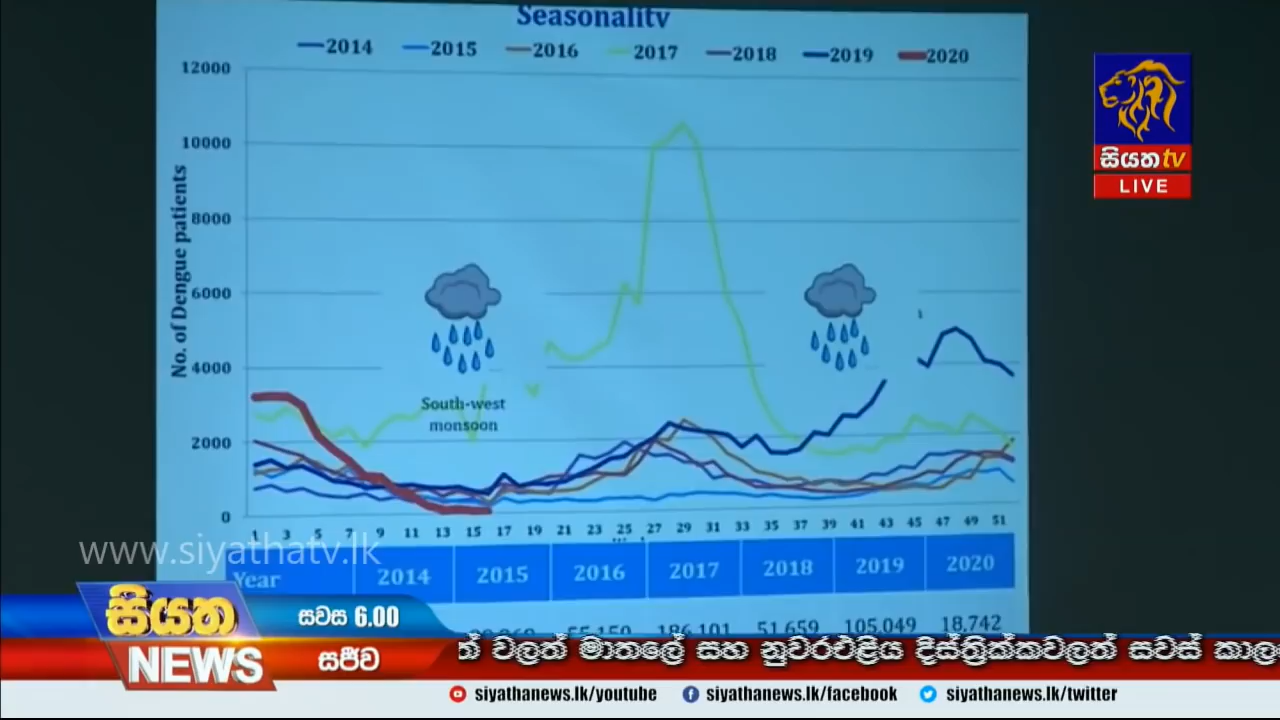 Seasonality
2014 2015 2016 2017 2018 2019 2020
12000
10000
8000
6000
4000
2000
0
No. of Dengue patients
South-west
monsoon
1 3 5 7 9 11 13 15 17 19 21 23 25 27 29 31 33 35 37 39 41 43 45 47 49 51
Year 2014 2015 2016 2017 2018 2019 2020
55,150 186,101 51,659 105,049 18,742
සියත tv
LIVE
www.siyathatv.lk
සියත
NEWS
සවස 6.00
සජීව
වලත් මාතලේ සහ නුවරඑළිය දිස්ත්‍රික්කවලත් සවස්
siyathanews.lk/youtube siyathanews.lk/facebook siyathanews.lk/twitter